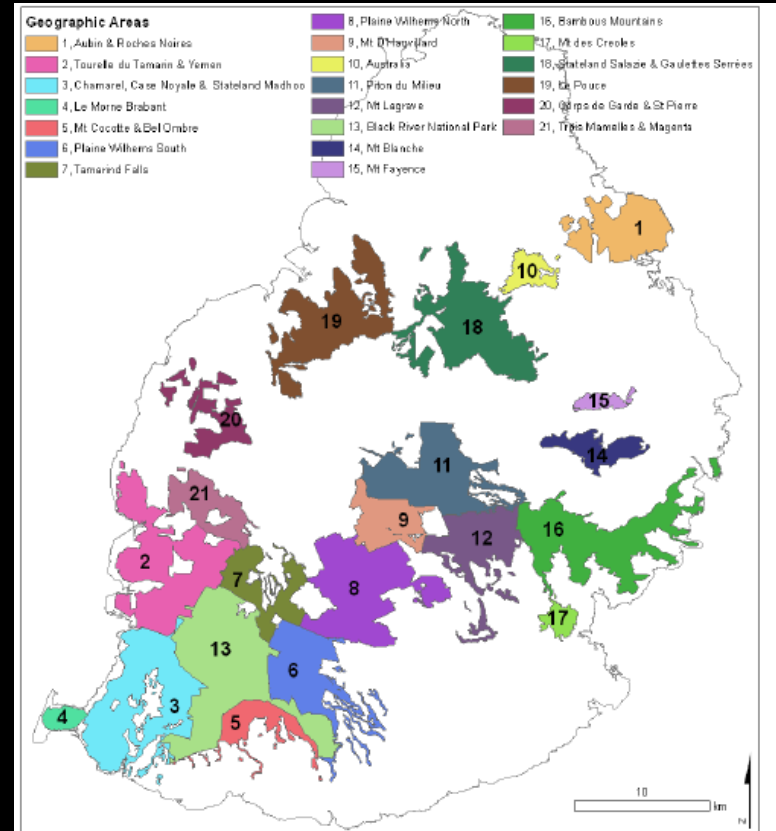 Geographic Areas
1, Aubin & Roches Noires
2, Tourelle du Tamarin & Yemen
3, Chamarel, Case Noyale & Stateland Madhoo
4, Le Morne Brabant
5, Mt Cocotte & Bel Ombre
6, Plaine Wilhems South
7, Tamarind Falls
8, Plaine Wilhems North
9, Mt D'Hagvillard
10, Australia
11, Piton du Milieu
12, Mt Lagrave
13, Black River National Park
14, Mt Blanche
15, Mt Fayence
16, Bambous Mountains
17, Mt des Creoles
18, Stateland Salazie & Gaulettes Serrées
19, Le Pouce
20, Corps de Garde & St Pierre
21, Trois Mamelles & Magenta
1
10
19
18
15
20
14
11
21
9
16
12
2
7
8
17
13
6
3
4
5
10
km
N